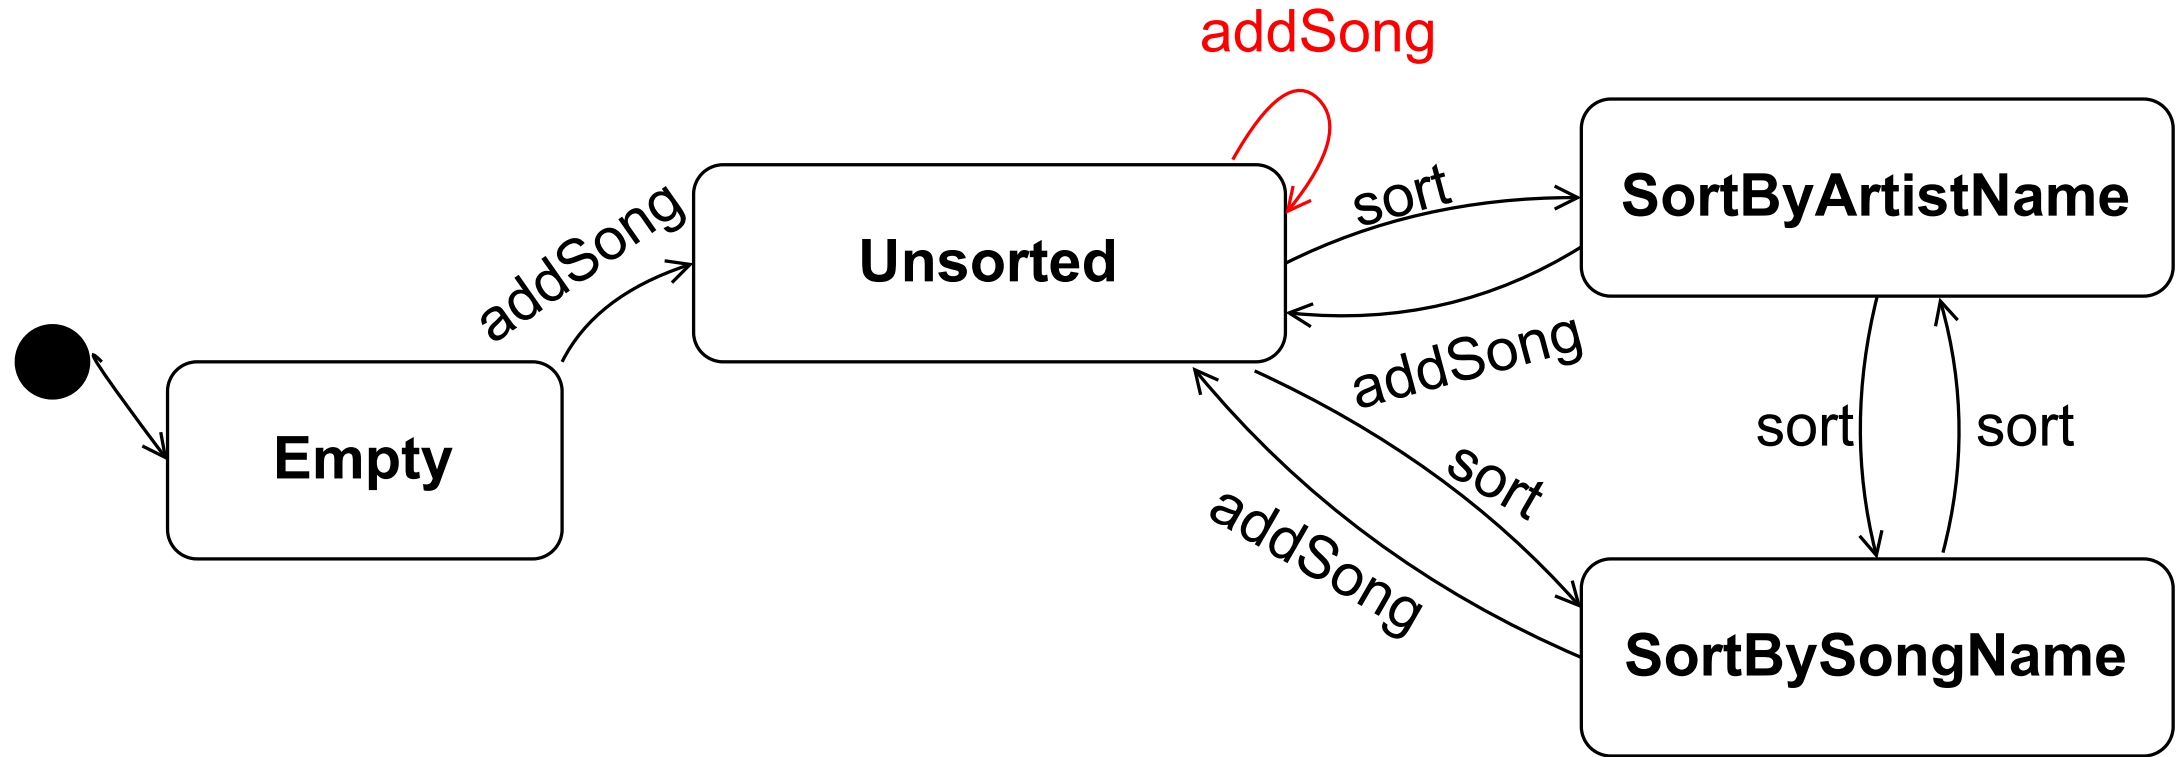 addSong
addSong
Unsorted
sort
SortByArtistName
addSong
Empty
sort
sort
sort
addSong
SortBySongName